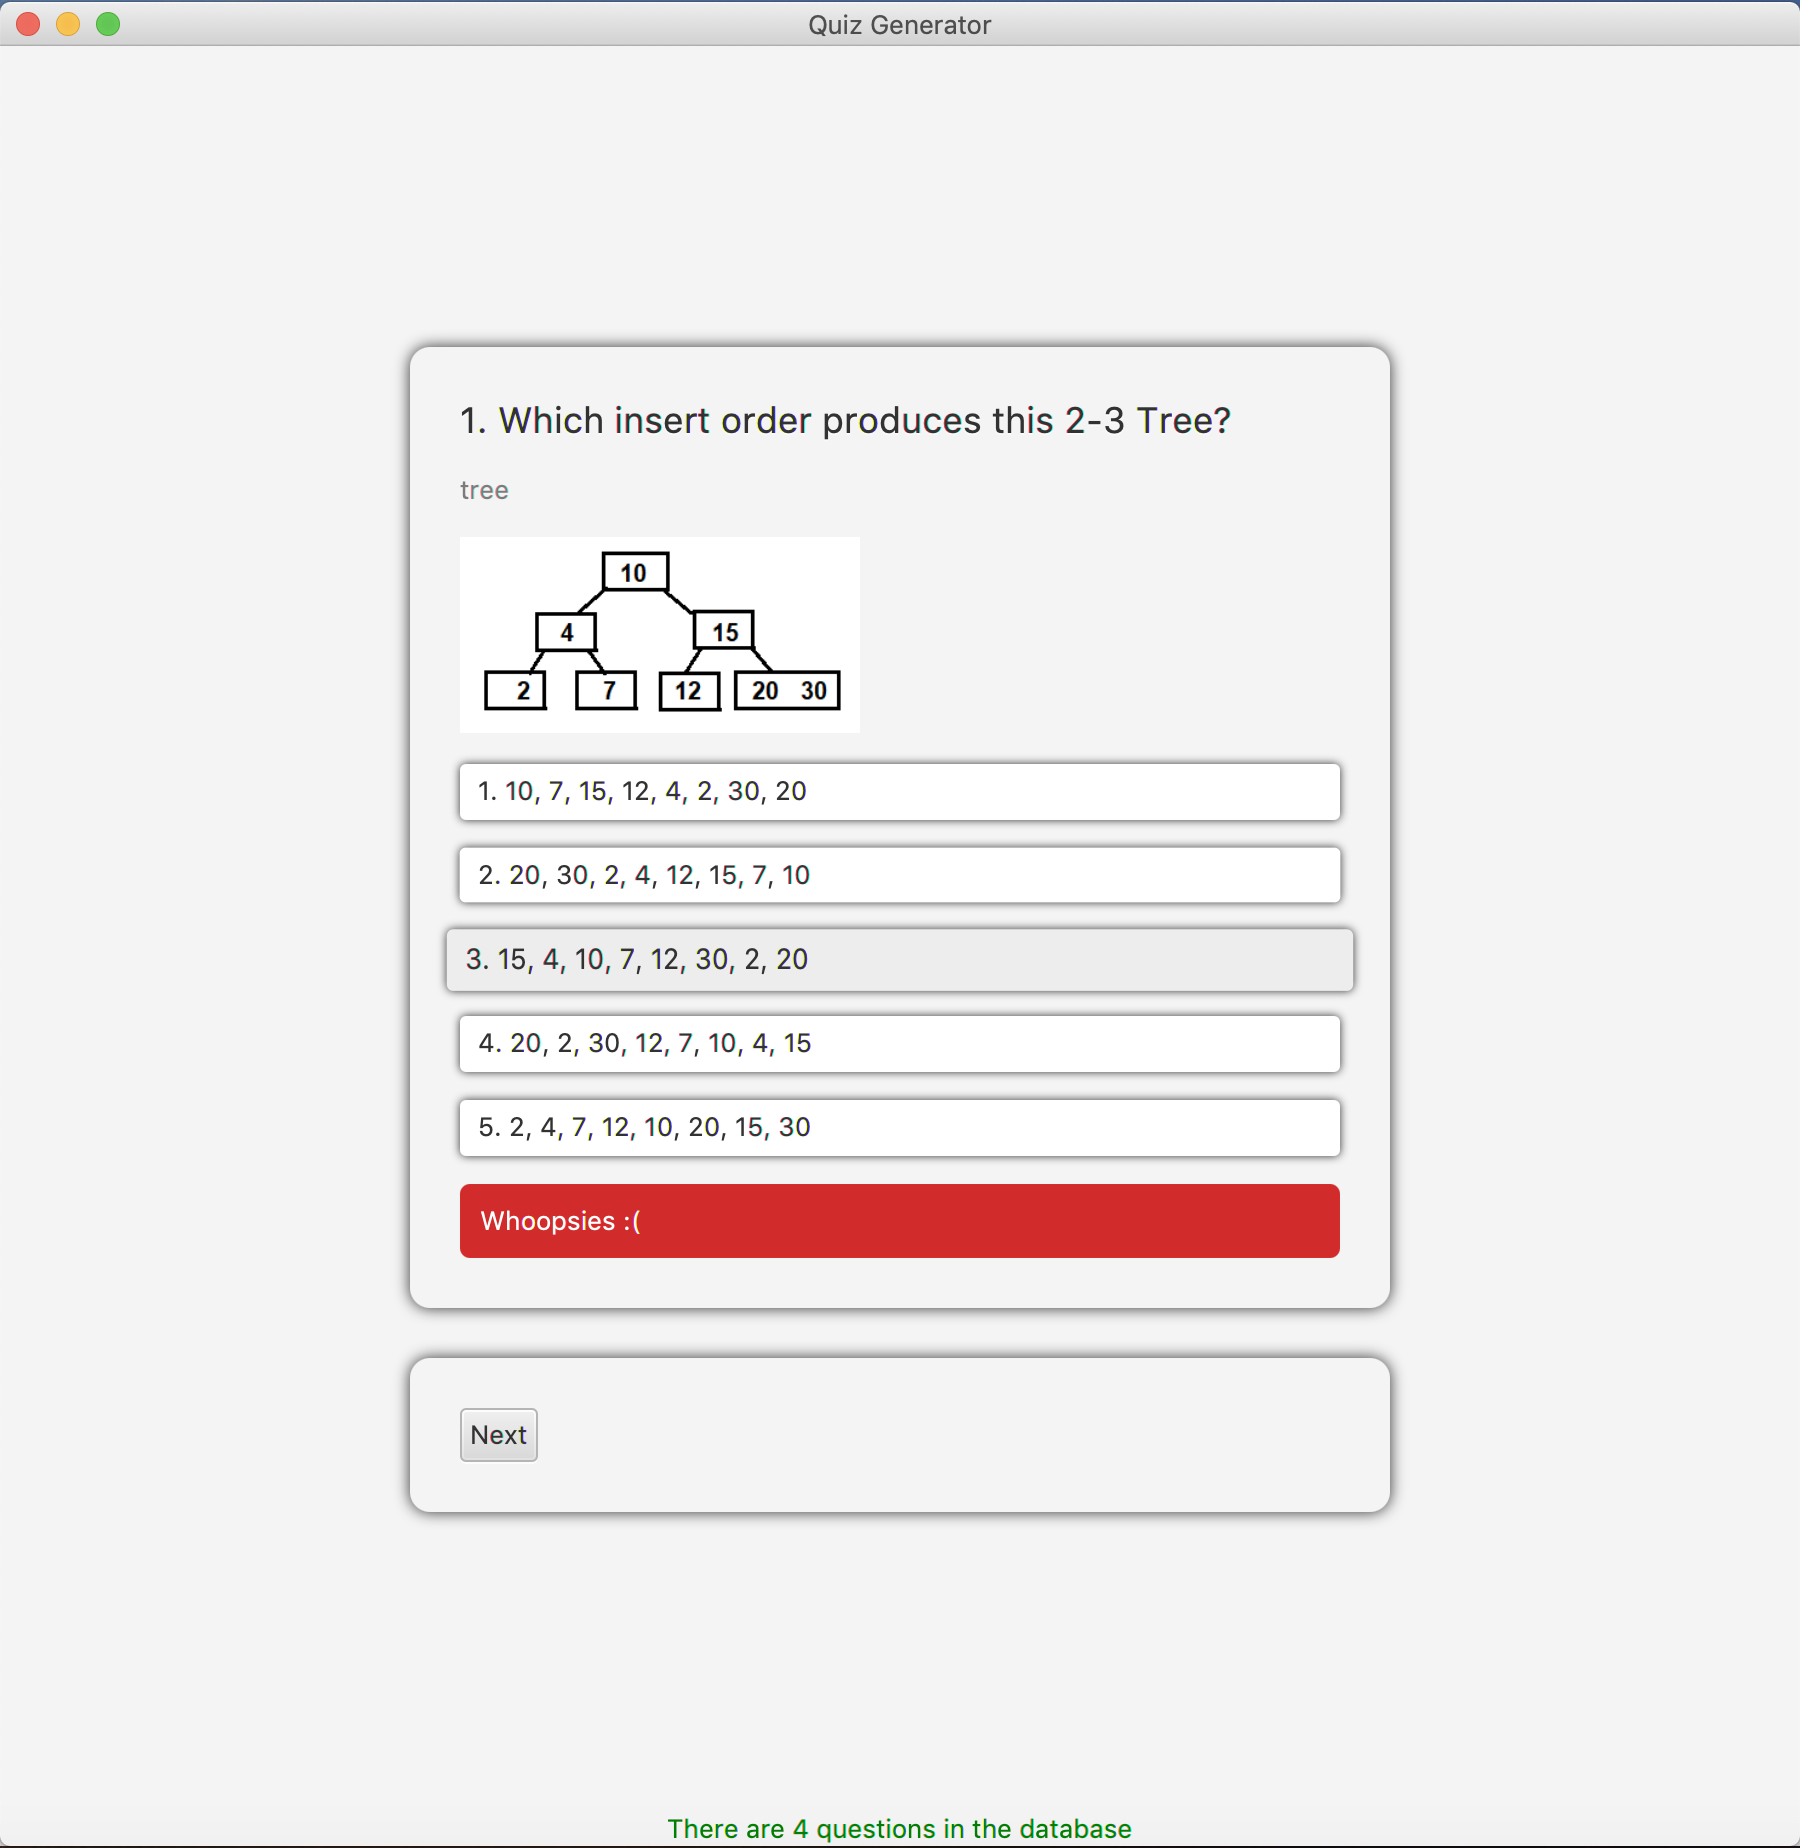 Quiz Generator
1. Which insert order produces this 2-3 Tree?
tree
10
4 15
2 7 12 20 30
1. 10, 7, 15, 12, 4, 2, 30, 20
2. 20, 30, 2, 4, 12, 15, 7, 10
3. 15, 4, 10, 7, 12, 30, 2, 20
4. 20, 2, 30, 12, 7, 10, 4, 15
5. 2, 4, 7, 12, 10, 20, 15, 30
Whoopsies :(
Next
There are 4 questions in the database